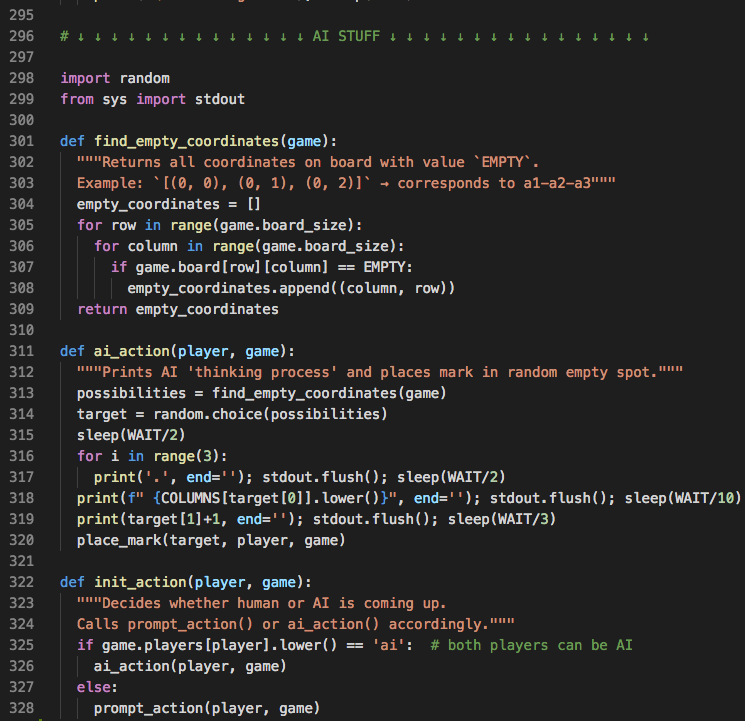 295
296 # ↓ ↓ ↓ ↓ ↓ ↓ ↓ ↓ ↓ ↓ ↓ ↓ ↓ ↓ AI STUFF ↓ ↓ ↓ ↓ ↓ ↓ ↓ ↓ ↓ ↓ ↓ ↓ ↓ ↓ ↓ ↓
297
298 import random
299 from sys import stdout
300
301 def find_empty_coordinates(game):
302   """Returns all coordinates on board with value `EMPTY`.
303   Example: `[(0, 0), (0, 1), (0, 2)]` → corresponds to a1-a2-a3"""
304   empty_coordinates = []
305   for row in range(game.board_size):
306     for column in range(game.board_size):
307       if game.board[row][column] == EMPTY:
308         empty_coordinates.append((column, row))
309   return empty_coordinates
310
311 def ai_action(player, game):
312   """Prints AI 'thinking process' and places mark in random empty spot."""
313   possibilities = find_empty_coordinates(game)
314   target = random.choice(possibilities)
315   sleep(WAIT/2)
316   for i in range(3):
317     print('.', end=''); stdout.flush(); sleep(WAIT/2)
318   print(f" {COLUMNS[target[0]].lower()}", end=''); stdout.flush; sleep(WAIT/10)
319   print(target[1]+1, end=''); stdout.flush(); sleep(WAIT/3)
320   place_mark(target, player, game)
321
322 def init_action(player, game):
323   """Decides whether human or AI is coming up.
324   Calls prompt_action() or ai_action() accordingly."""
325   if game.players[player].lower() == 'ai':  # both players can be AI
326     ai_action(player, game)
327   else:
328     prompt_action(player, game)